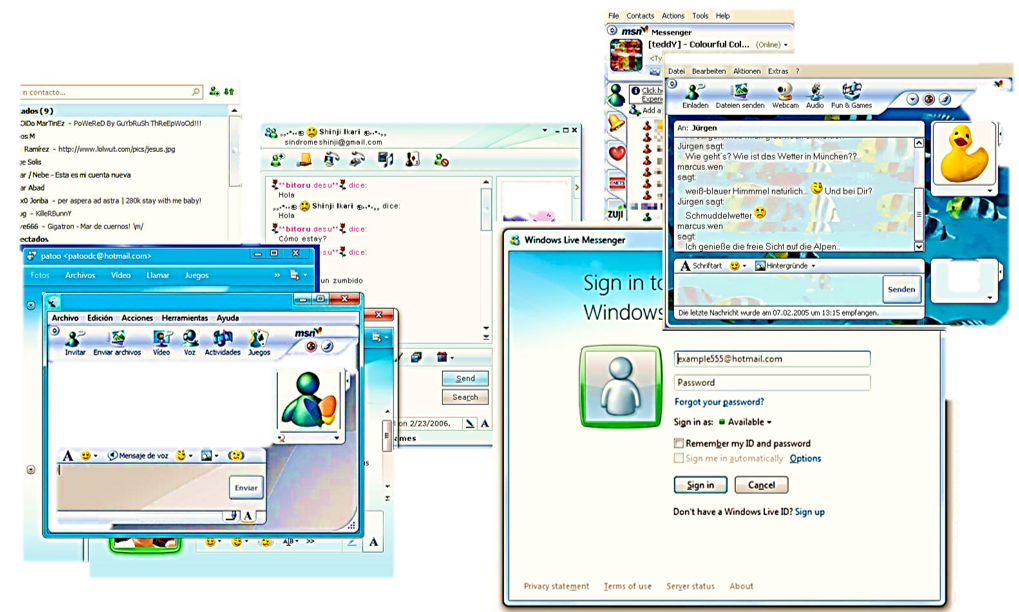 n contacto...
ados (9)
DiDo MarTinEz - PoWeReD By GuYbRuSh ThReEpWoOd!!!
os M
Ramírez - http://www.lolwut.com/pics/jesus.jpg
ge Solis
ar / Nebe - Esta es mi cuenta nueva
ar Abad
x0 Jonba - per aspera ad astra | 280k stay with me baby!
ug - KilleRBunnY
ve666 - Gigatron - Mar de cuernos! \m/
ectados
Shinji Ikari
sindromeshinji@gmail.com
**bitoru.desu** dice:
Hola
Shinji Ikari dice:
Hola
**bitoru.desu** dice:
Cómo estay?
dice:
un zumbido
Send
Search
on 2/23/2006.
ames
patoo <patoodc@hotmail.com>
Fotos Archivos Vídeo Llamar Juegos »
Archivo Edición Acciones Herramientas Ayuda
msn
Invitar Enviar archivos Vídeo Voz Actividades Juegos
A Mensaje de voz
Enviar
A
A
File Contacts Actions Tools Help
msn Messenger
[teddY] - Colourful Col... (Online)
<Ty
Click h
Experi
Add a
ZUJI
Datei Bearbeiten Aktionen Extras ?
Einladen Dateien senden Webcam Audio Fun & Games
An: Jürgen
Jürgen sagt:
Wie geht's? Wie ist das Wetter in München??
marcus.wen
sagt:
weiß-blauer Himmmel natürlich.. Und bei Dir?
Jürgen sagt:
Schmuddelwetter
marcus.wen
sagt:
Ich genieße die freie Sicht auf die Alpen..
A Schriftart Hintergründe
Senden
Die letzte Nachricht wurde am 07.02.2005 um 13:15 empfangen.
Windows Live Messenger
Sign in to
Windows
example555@hotmail.com
Password
Forgot your password?
Sign in as: Available
Remember my ID and password
Sign me in automatically Options
Sign in Cancel
Don't have a Windows Live ID? Sign up
Privacy statement Terms of use Server status About